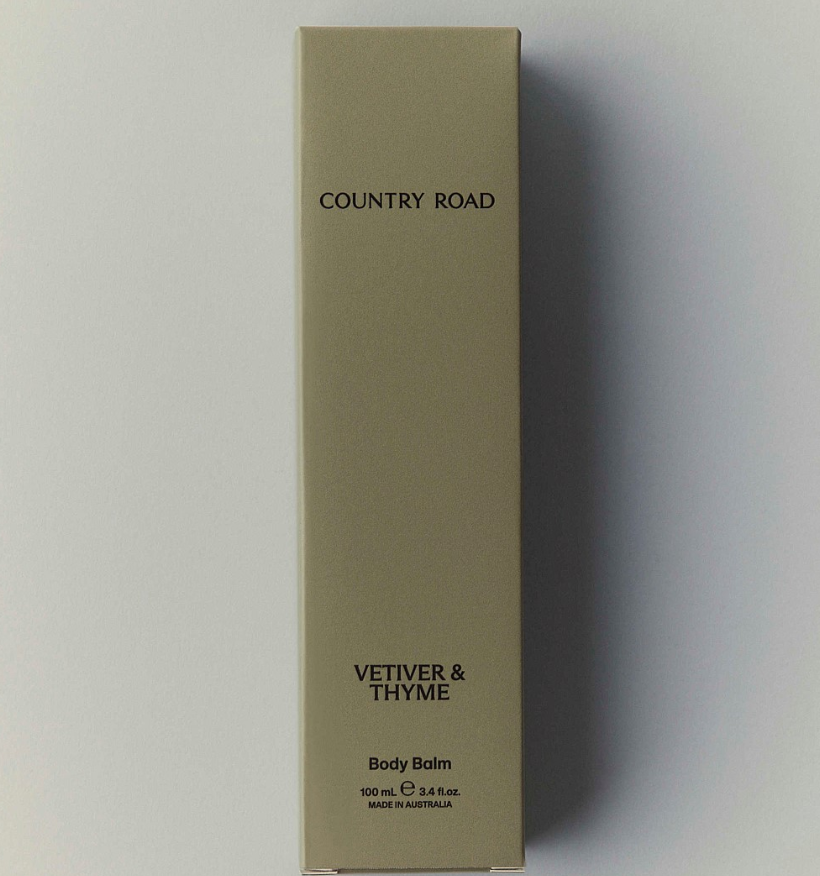 COUNTRY ROAD
VETIVER &
THYME
Body Balm
100 mL ℮ 3.4 fl.oz.
MADE IN AUSTRALIA